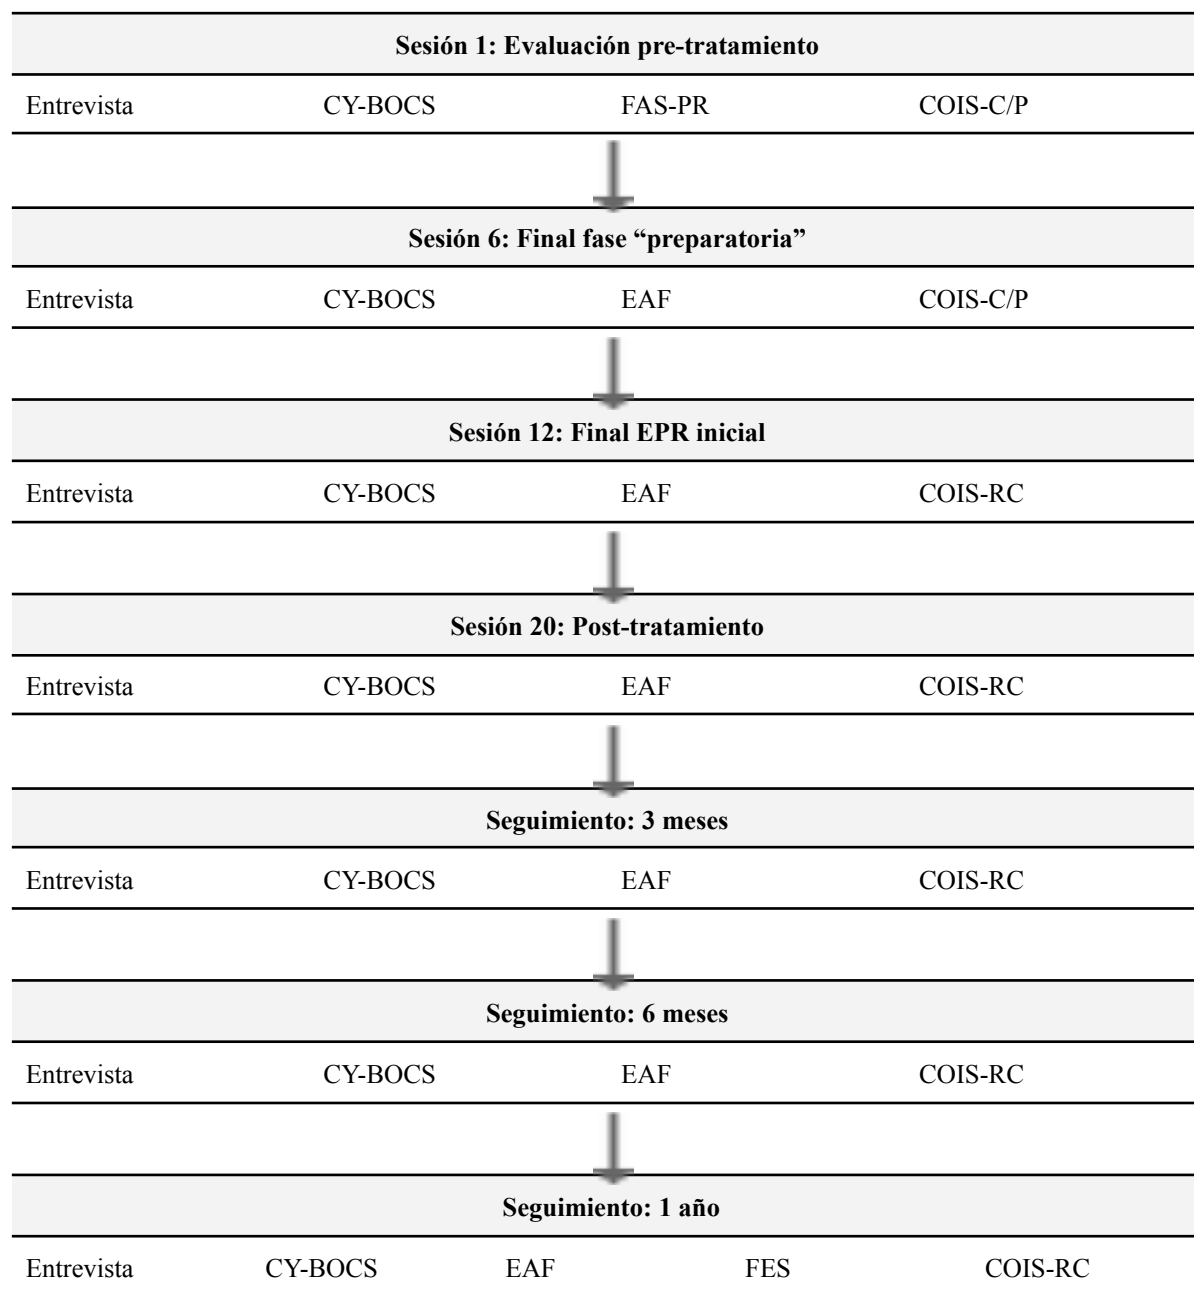 Sesión 1: Evaluación pre-tratamiento
Entrevista CY-BOCS FAS-PR COIS-C/P
Sesión 6: Final fase “preparatoria”
Entrevista CY-BOCS EAF COIS-C/P
Sesión 12: Final EPR inicial
Entrevista CY-BOCS EAF COIS-RC
Sesión 20: Post-tratamiento
Entrevista CY-BOCS EAF COIS-RC
Seguimiento: 3 meses
Entrevista CY-BOCS EAF COIS-RC
Seguimiento: 6 meses
Entrevista CY-BOCS EAF COIS-RC
Seguimiento: 1 año
Entrevista CY-BOCS EAF FES COIS-RC